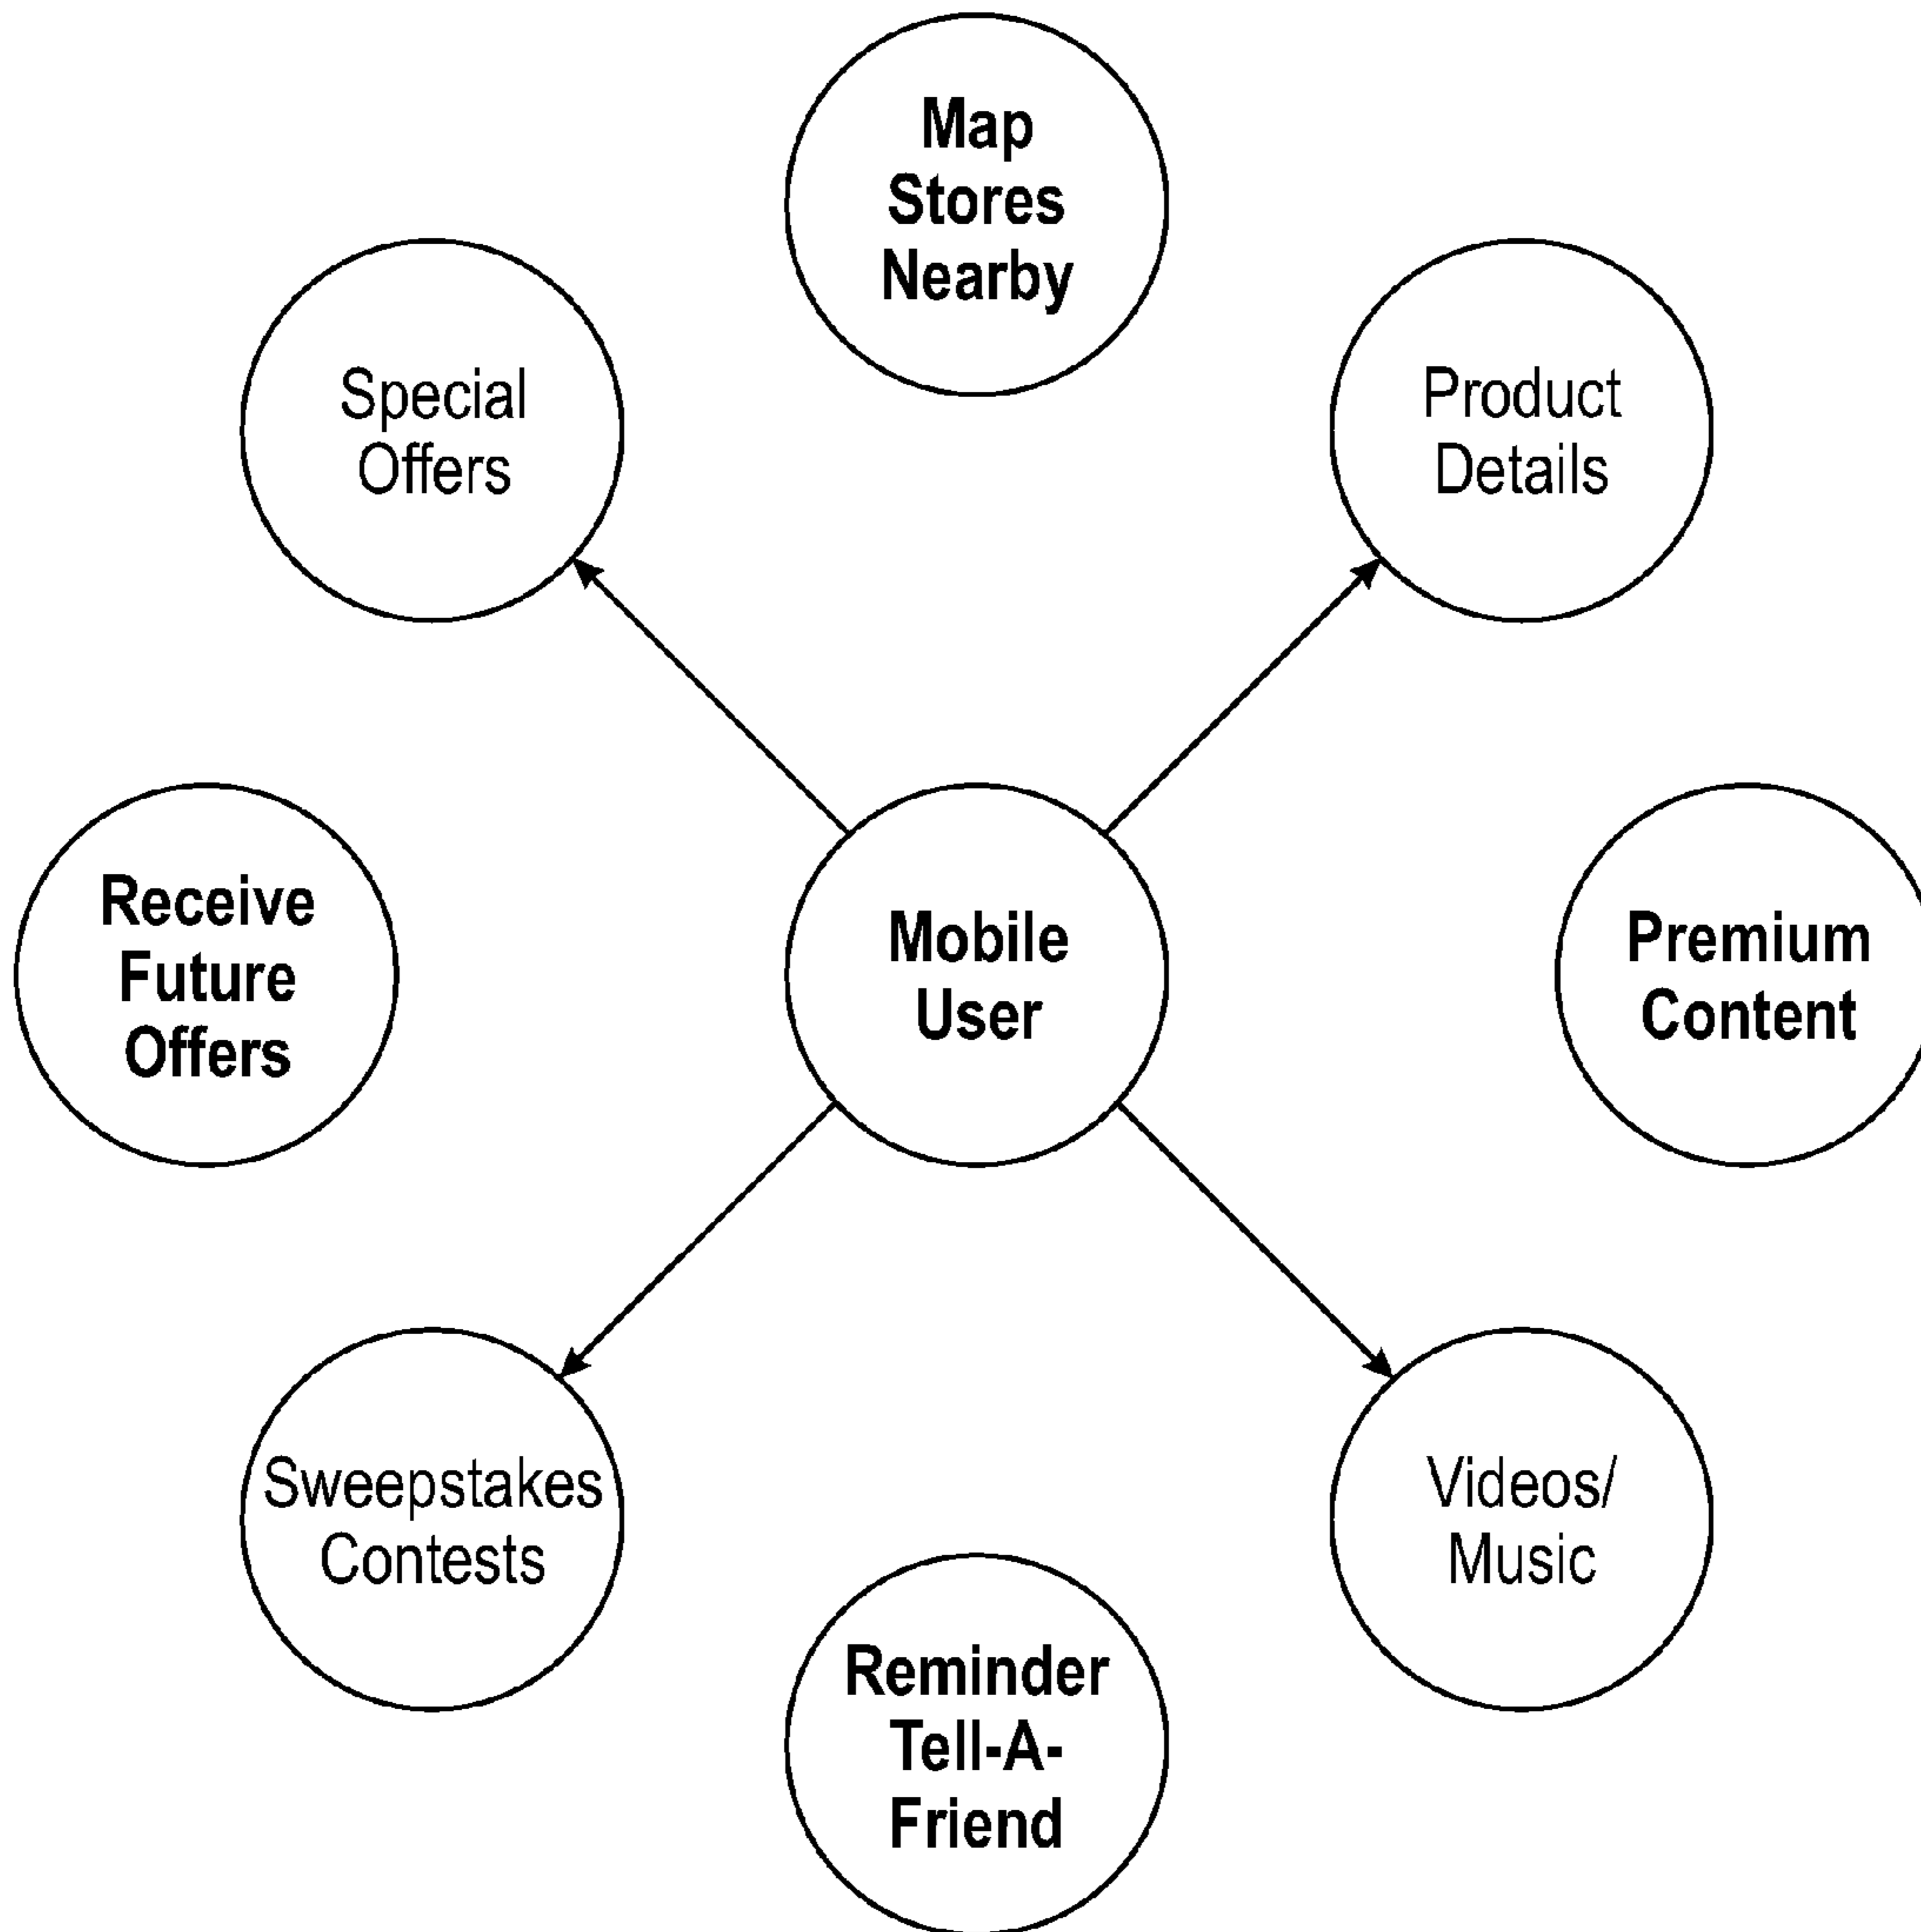 Map
Stores
Nearby
Special
Offers
Product
Details
Receive
Future
Offers
Mobile
User
Premium
Content
Sweepstakes
Contests
Videos/
Music
Reminder
Tell-A-
Friend